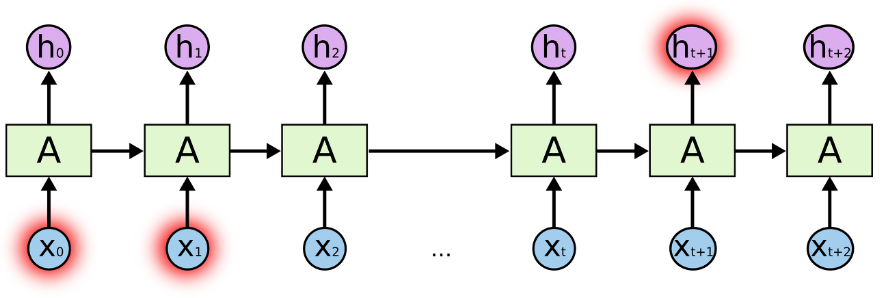 h₀ h₁ h₂ hₜ hₜ₊₁ hₜ₊₂
A A A A A A
x₀ x₁ x₂ ... xₜ xₜ₊₁ xₜ₊₂